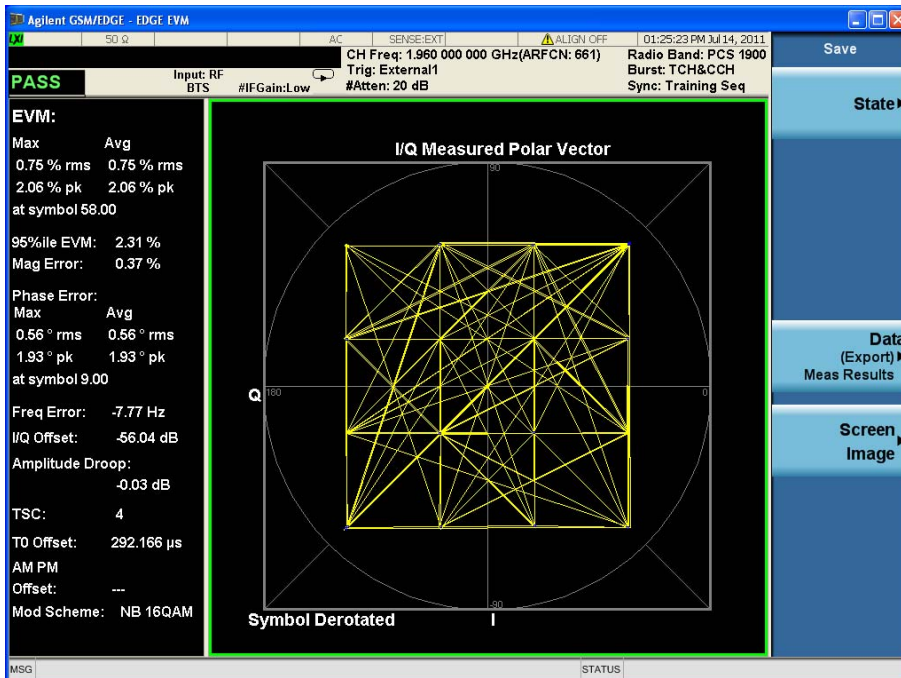 Agilent GSM/EDGE - EDGE EVM
LXI 50 Ω AC SENSE:EXT ALIGN OFF 01:25:23 PM Jul 14, 2011
Save
CH Freq: 1.960 000 000 GHz(ARFCN: 661) Radio Band: PCS 1900
Input: RF Trig: External1 Burst: TCH&CCH
PASS BTS #IFGain:Low #Atten: 20 dB Sync: Training Seq
State
EVM:
Max Avg
0.75 % rms 0.75 % rms
2.06 % pk 2.06 % pk
at symbol 58.00
95%ile EVM: 2.31 %
Mag Error: 0.37 %
Phase Error:
Max Avg
0.56 ° rms 0.56 ° rms
1.93 ° pk 1.93 ° pk
at symbol 9.00
Freq Error: -7.77 Hz
I/Q Offset: -56.04 dB
Amplitude Droop:
-0.03 dB
TSC: 4
T0 Offset: 292.166 µs
AM PM
Offset: ---
Mod Scheme: NB 16QAM
I/Q Measured Polar Vector
90
Q 180 0
-90
Symbol Derotated I
Data
(Export)
Meas Results
Screen
Image
MSG STATUS